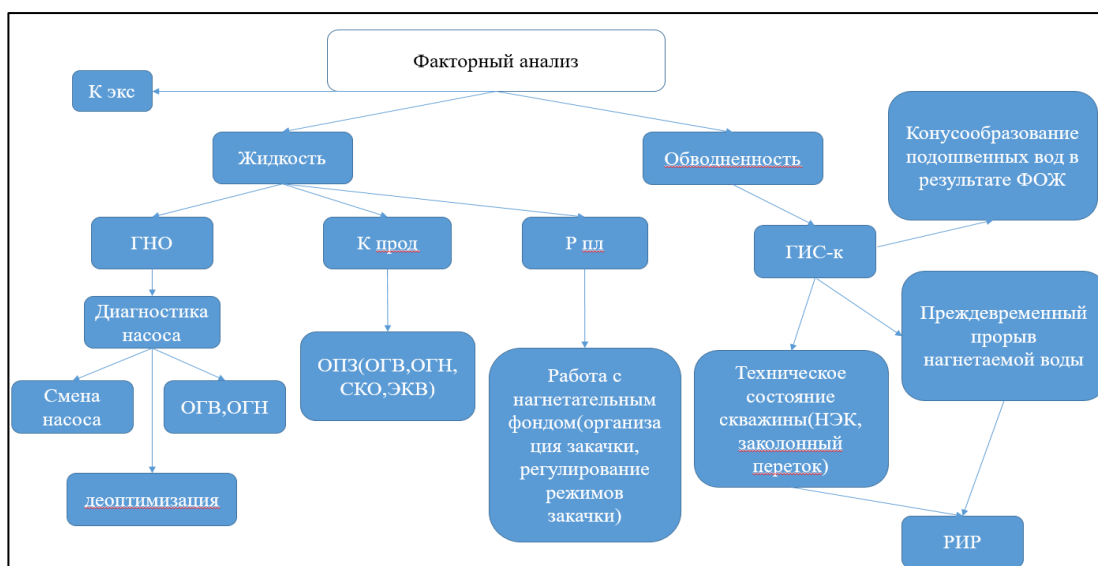 Факторный анализ
К экс
Жидкость
Обводненность
Конусообразование
подошвенных вод в
результате ФОЖ
ГНО
К прод
Р пл
ГИС-к
Диагностика
насоса
Преждевременный
прорыв
нагнетаемой воды
ОПЗ(ОГВ,ОГН,
СКО,ЭКВ)
Работа с
нагнетательным
фондом(организа
ция закачки,
регулирование
режимов
закачки)
Техническое
состояние
скважины(НЭК,
заколонный
переток)
Смена
насоса
ОГВ,ОГН
деоптимизация
РИР